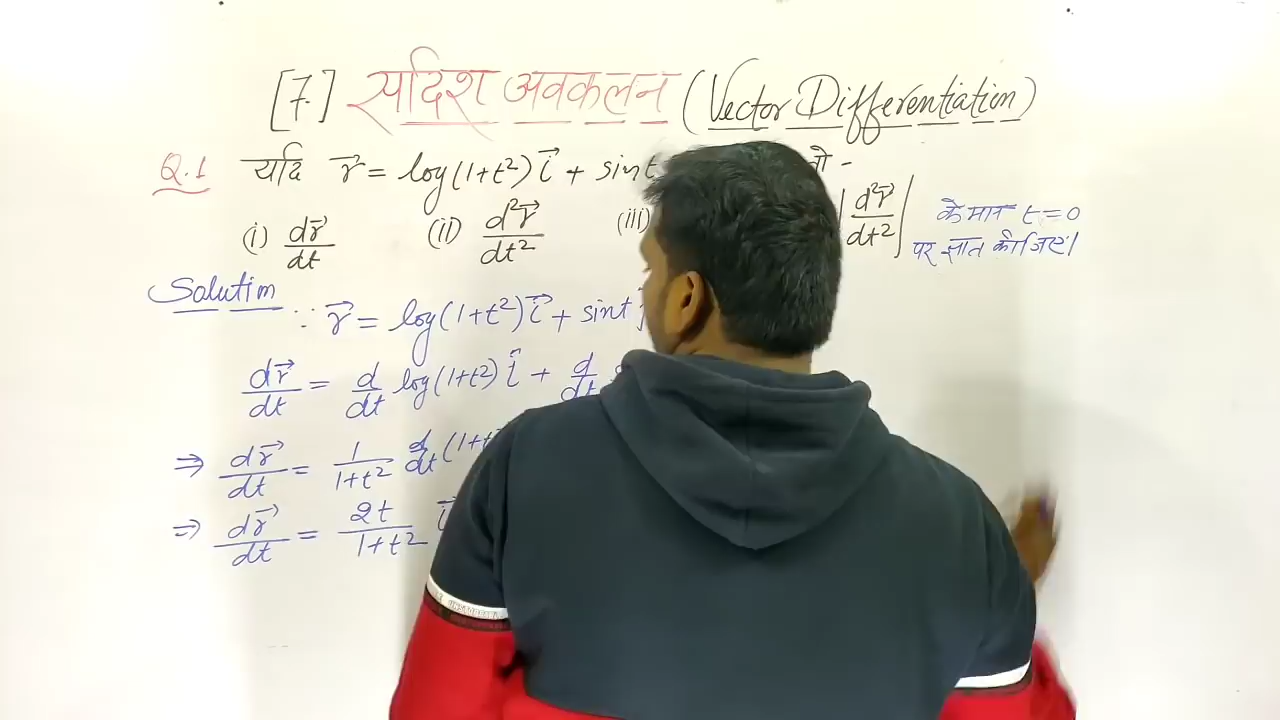 [7.] सदिश अवकलन (Vector Differentiation)
Q.1 यदि r⃗ = log(1+t²) i⃗ + sint तो -
(i) dr⃗/dt (ii) d²r⃗/dt² (iii) |d²r⃗/dt²| के मान t=0
पर ज्ञात कीजिए।
Solutim
∵ r⃗ = log(1+t²) i⃗ + sint j⃗
dr⃗/dt = d/dt log(1+t²) i⃗ + d/dt
⇒ dr⃗/dt = 1/1+t² d/dt (1+t
⇒ dr⃗/dt = 2t/1+t² i⃗